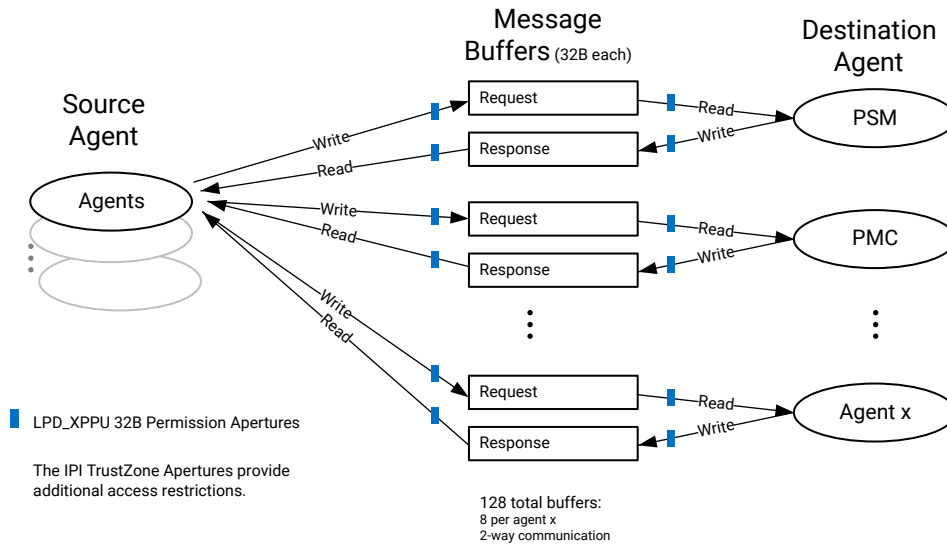 Message
Buffers (32B each)
Destination
Agent
Source
Agent
Agents
Write
Read
Request
Response
Read
Write
PSM
Write
Read
Request
Response
Read
Write
PMC
Write
Read
Request
Response
Read
Write
Agent x
LPD_XPPU 32B Permission Apertures
The IPI TrustZone Apertures provide
additional access restrictions.
128 total buffers:
8 per agent x
2-way communication